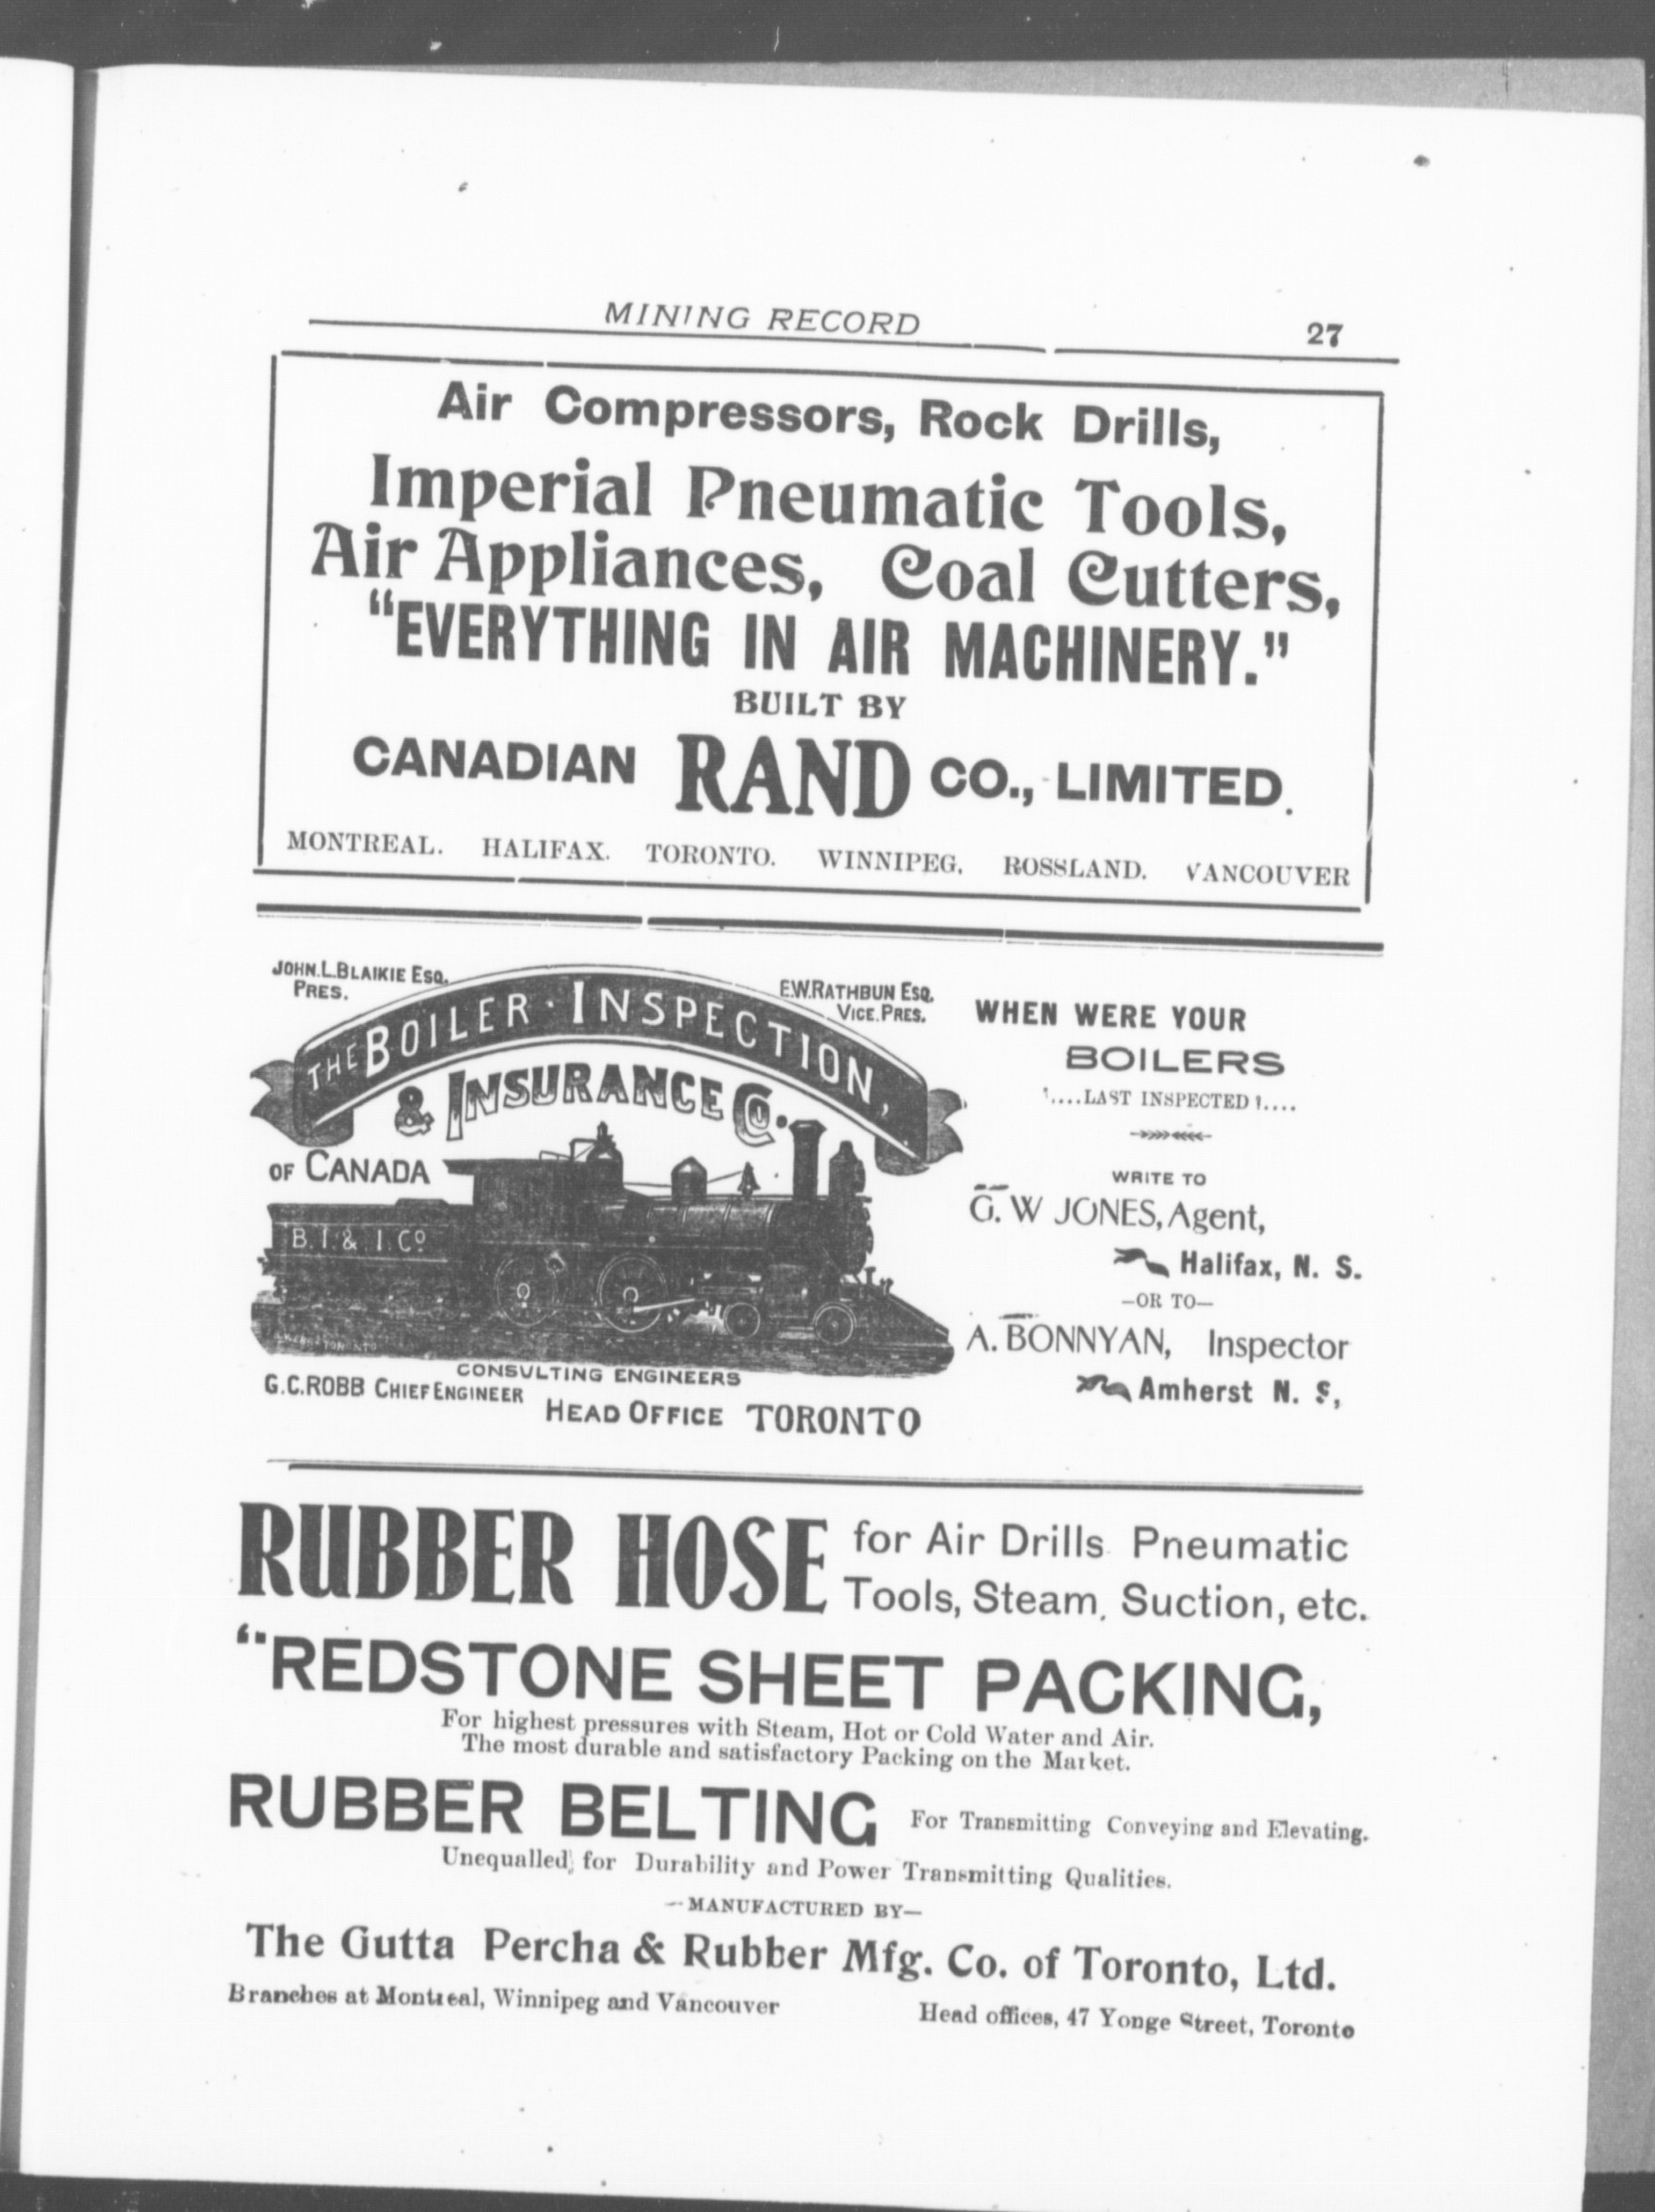 MINING RECORD 27
Air Compressors, Rock Drills,
Imperial Pneumatic Tools,
Air Appliances, Coal Cutters,
"EVERYTHING IN AIR MACHINERY."
BUILT BY
CANADIAN RAND CO., LIMITED.
MONTREAL. HALIFAX. TORONTO. WINNIPEG. ROSSLAND. VANCOUVER
JOHN.L.BLAIKIE ESQ.
PRES.
E.W.RATHBUN ESQ.
VICE.PRES.
THE BOILER · INSPECTION,
& INSURANCE Co.
OF CANADA
B.I.& I.Co
CONSULTING ENGINEERS
G.C.ROBB CHIEF ENGINEER
HEAD OFFICE TORONTO
WHEN WERE YOUR
BOILERS
....LAST INSPECTED ?....
WRITE TO
G. W JONES, Agent,
Halifax, N. S.
—OR TO—
A. BONNYAN, Inspector
Amherst N. S,
RUBBER HOSE for Air Drills Pneumatic
Tools, Steam, Suction, etc.
"REDSTONE SHEET PACKING,
For highest pressures with Steam, Hot or Cold Water and Air.
The most durable and satisfactory Packing on the Market.
RUBBER BELTING For Transmitting Conveying and Elevating.
Unequalled for Durability and Power Transmitting Qualities.
—MANUFACTURED BY—
The Gutta Percha & Rubber Mfg. Co. of Toronto, Ltd.
Branches at Montreal, Winnipeg and Vancouver Head offices, 47 Yonge Street, Toronto